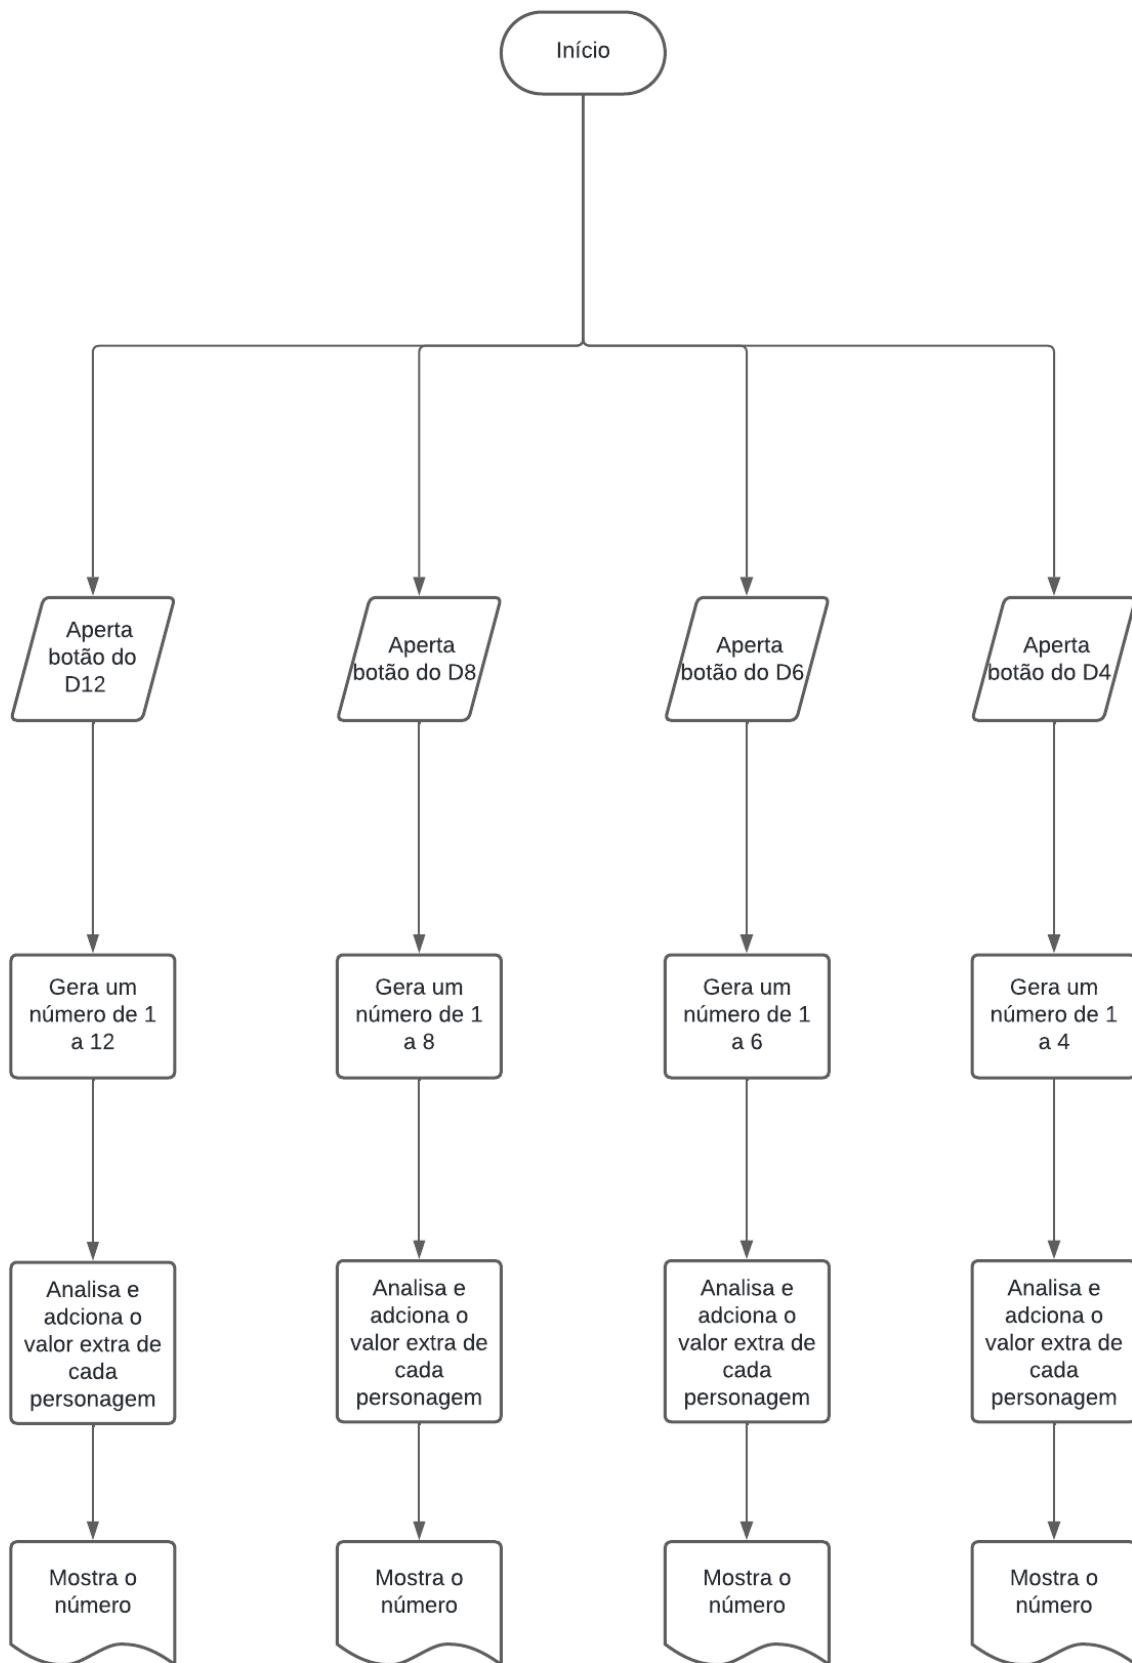 Início
Aperta
botão do
D12
Aperta
botão do D8
Aperta
botão do D6
Aperta
botão do D4
Gera um
número de 1
a 12
Gera um
número de 1
a 8
Gera um
número de 1
a 6
Gera um
número de 1
a 4
Analisa e
adciona o
valor extra de
cada
personagem
Analisa e
adciona o
valor extra de
cada
personagem
Analisa e
adciona o
valor extra de
cada
personagem
Analisa e
adciona o
valor extra de
cada
personagem
Mostra o
número
Mostra o
número
Mostra o
número
Mostra o
número